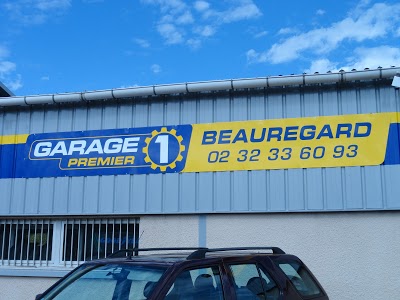 GARAGE
PREMIER
1
BEAUREGARD
02 32 33 60 93